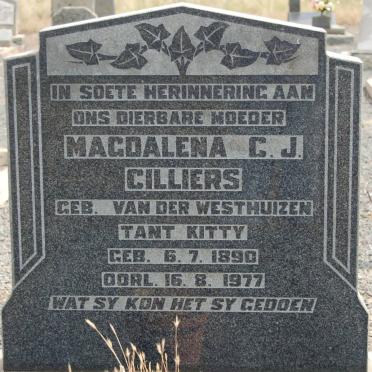 IN SOETE HERINNERING AAN
ONS DIERBARE MOEDER
MAGDALENA C. J.
CILLIERS
GEB. VAN DER WESTHUIZEN
TANT KITTY
GEB. 6. 7. 1890
OORL. 16. 8. 1977
WAT SY KON HET SY GEDOEN